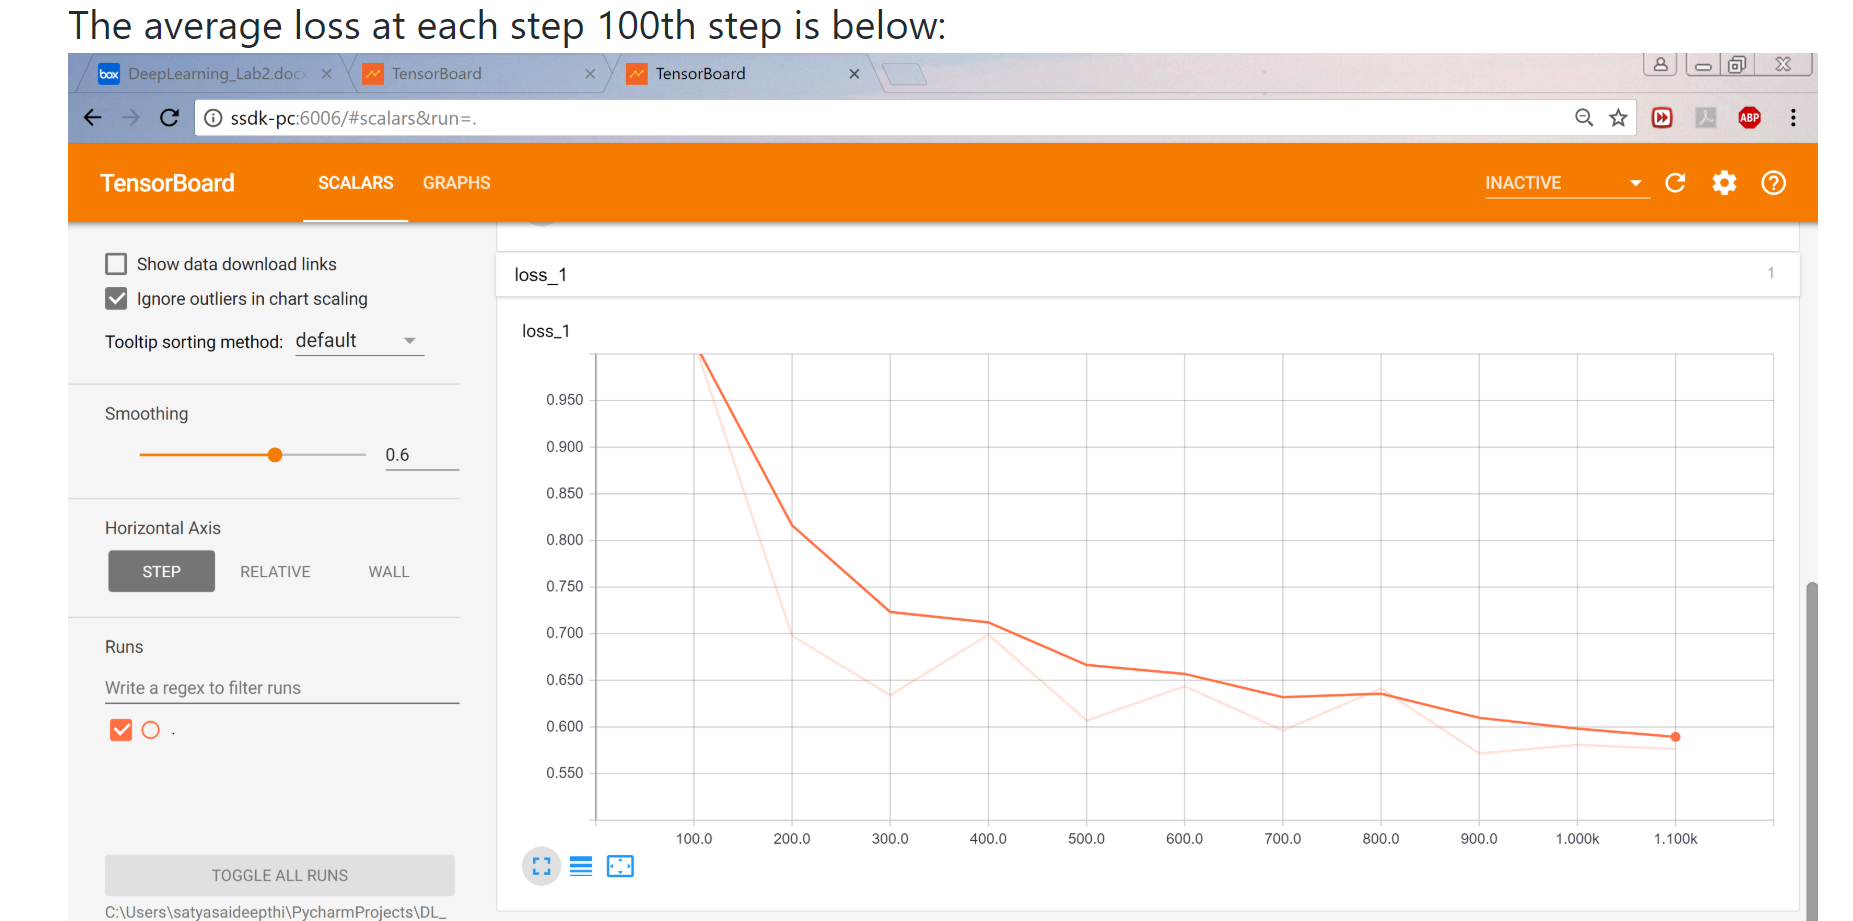 The average loss at each step 100th step is below:
box DeepLearning_Lab2.doc × TensorBoard × TensorBoard ×
ssdk-pc:6006/#scalars&run=.
ABP
TensorBoard SCALARS GRAPHS INACTIVE
Show data download links
Ignore outliers in chart scaling
Tooltip sorting method: default
Smoothing
0.6
Horizontal Axis
STEP RELATIVE WALL
Runs
Write a regex to filter runs
.
TOGGLE ALL RUNS
C:\Users\satyasaideepthi\PycharmProjects\DL_
loss_1 1
loss_1
0.950
0.900
0.850
0.800
0.750
0.700
0.650
0.600
0.550
100.0 200.0 300.0 400.0 500.0 600.0 700.0 800.0 900.0 1.000k 1.100k